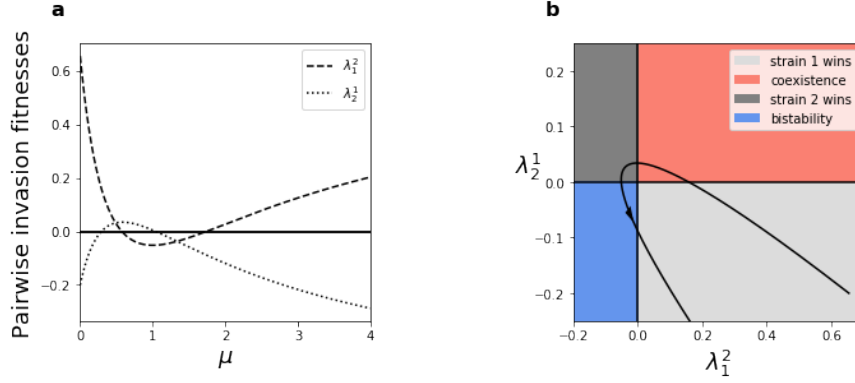 a
Pairwise invasion fitnesses
0.6
0.4
0.2
0.0
−0.2
0
1
2
3
4
μ
λ₁²
λ₂¹
b
λ₂¹
0.2
0.1
0.0
−0.1
−0.2
−0.2
0.0
0.2
0.4
0.6
λ₁²
strain 1 wins
coexistence
strain 2 wins
bistability